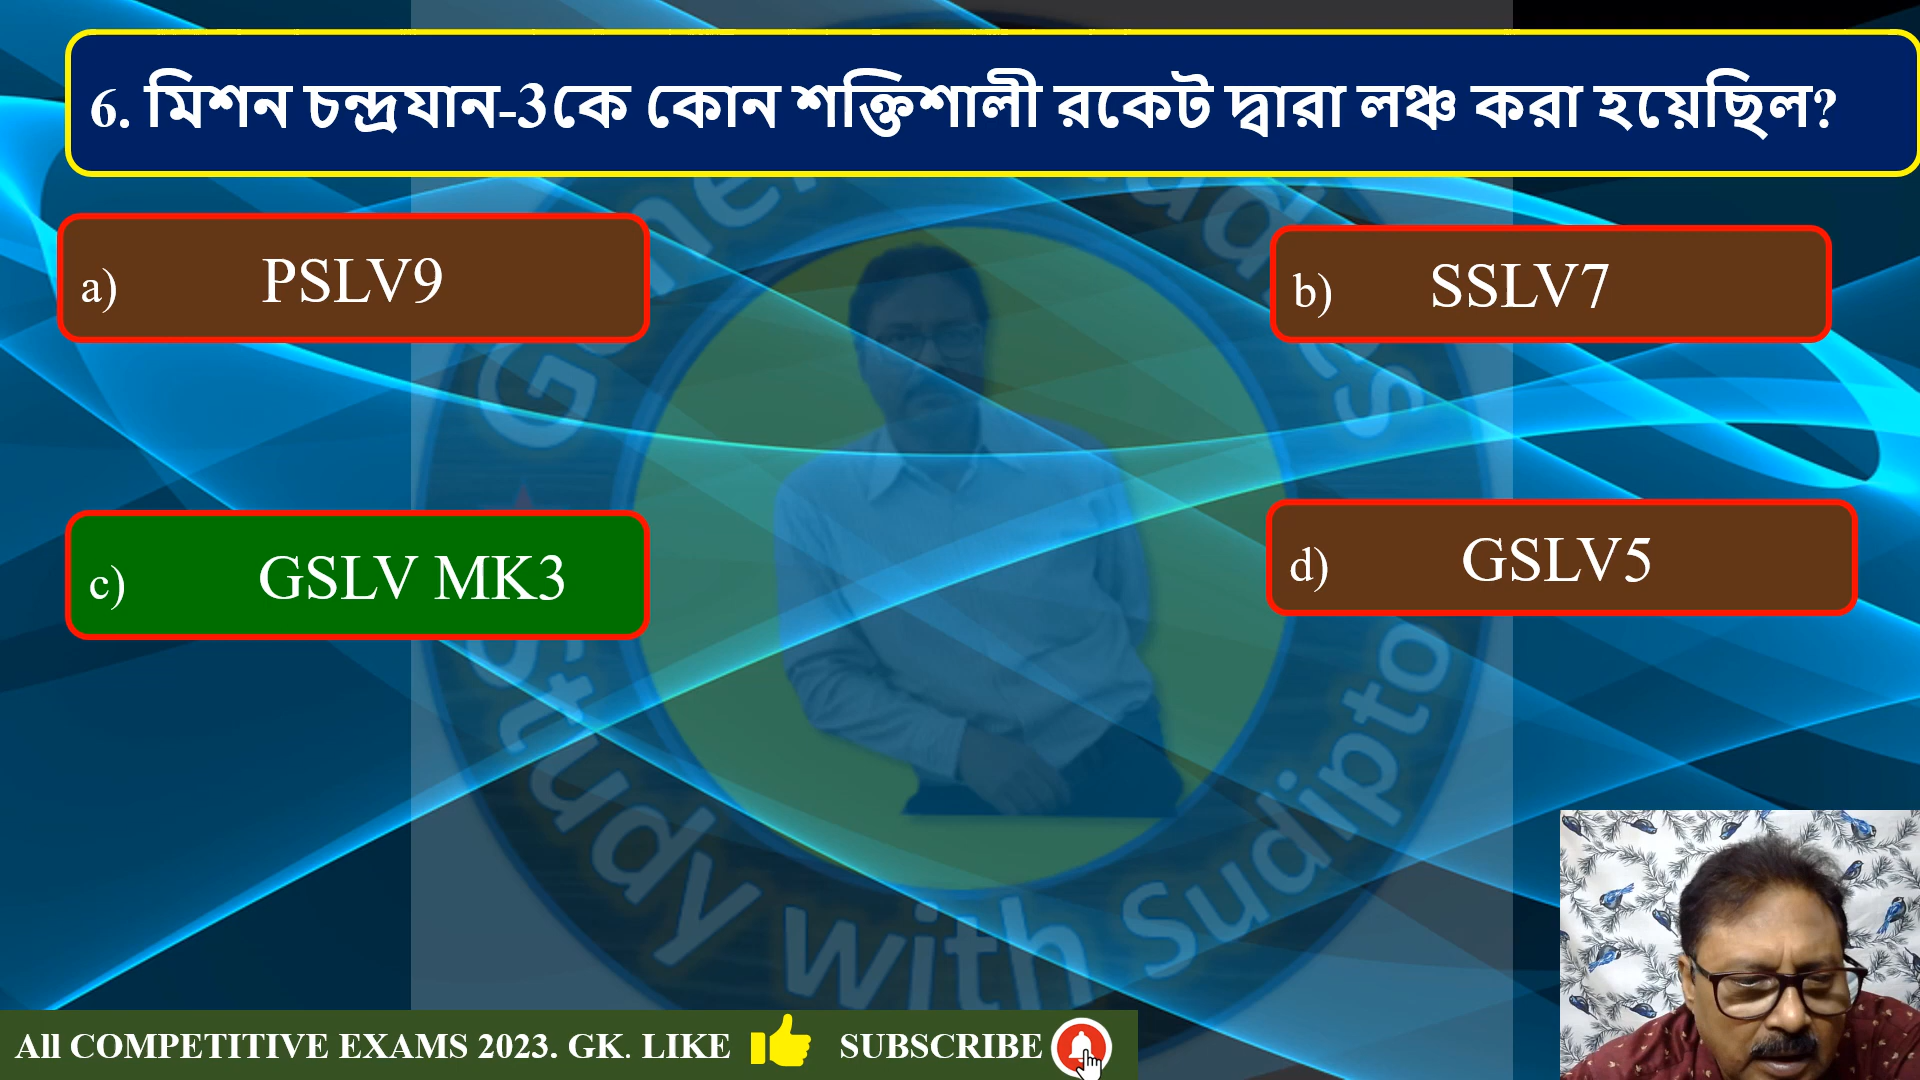 6. মিশন চন্দ্রযান-3কে কোন শক্তিশালী রকেট দ্বারা লঞ্চ করা হয়েছিল?
a) PSLV9
b) SSLV7
c) GSLV MK3
d) GSLV5
Study with Sudipto
All COMPETITIVE EXAMS 2023. GK. LIKE SUBSCRIBE